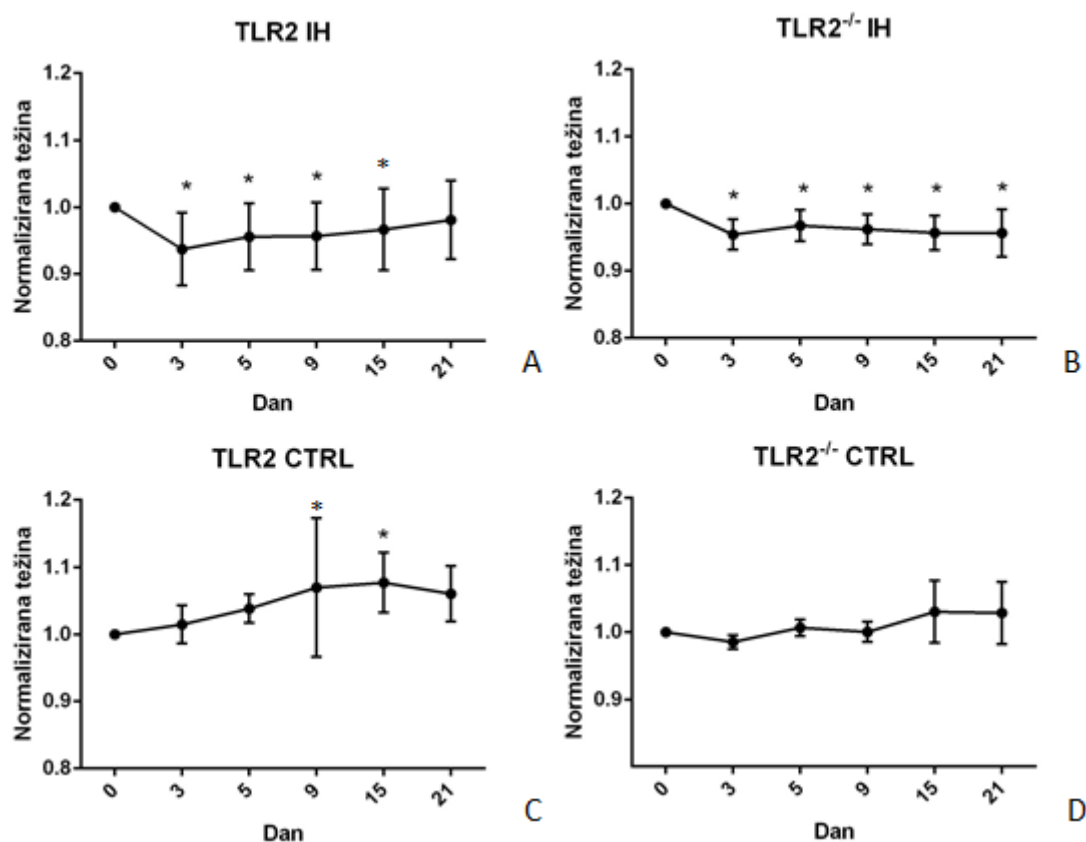 TLR2 IH
Normalizirana težina
1.2
1.1
1.0
0.9
0.8
* * * *
0 3 5 9 15 21
Dan
A
TLR2-/- IH
Normalizirana težina
1.2
1.1
1.0
0.9
0.8
* * * * *
0 3 5 9 15 21
Dan
B
TLR2 CTRL
Normalizirana težina
1.2
1.1
1.0
0.9
0.8
* *
0 3 5 9 15 21
Dan
C
TLR2-/- CTRL
Normalizirana težina
1.2
1.1
1.0
0.9
0 3 5 9 15 21
Dan
D